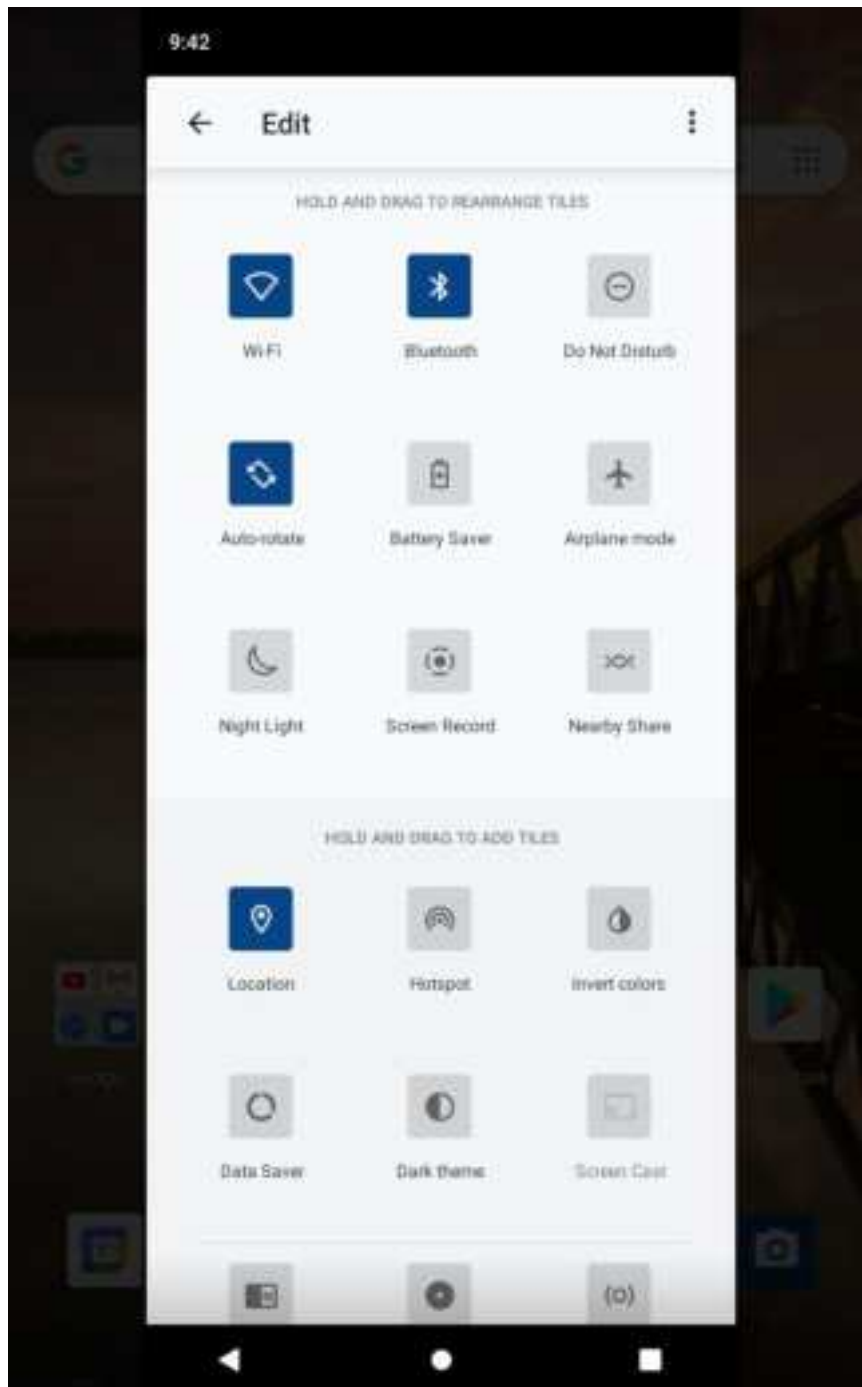 9:42
Edit
HOLD AND DRAG TO REARRANGE TILES
Wi-Fi Bluetooth Do Not Disturb
Auto-rotate Battery Saver Airplane mode
Night Light Screen Record Nearby Share
HOLD AND DRAG TO ADD TILES
Location Hotspot Invert colors
Data Saver Dark theme Screen Cast